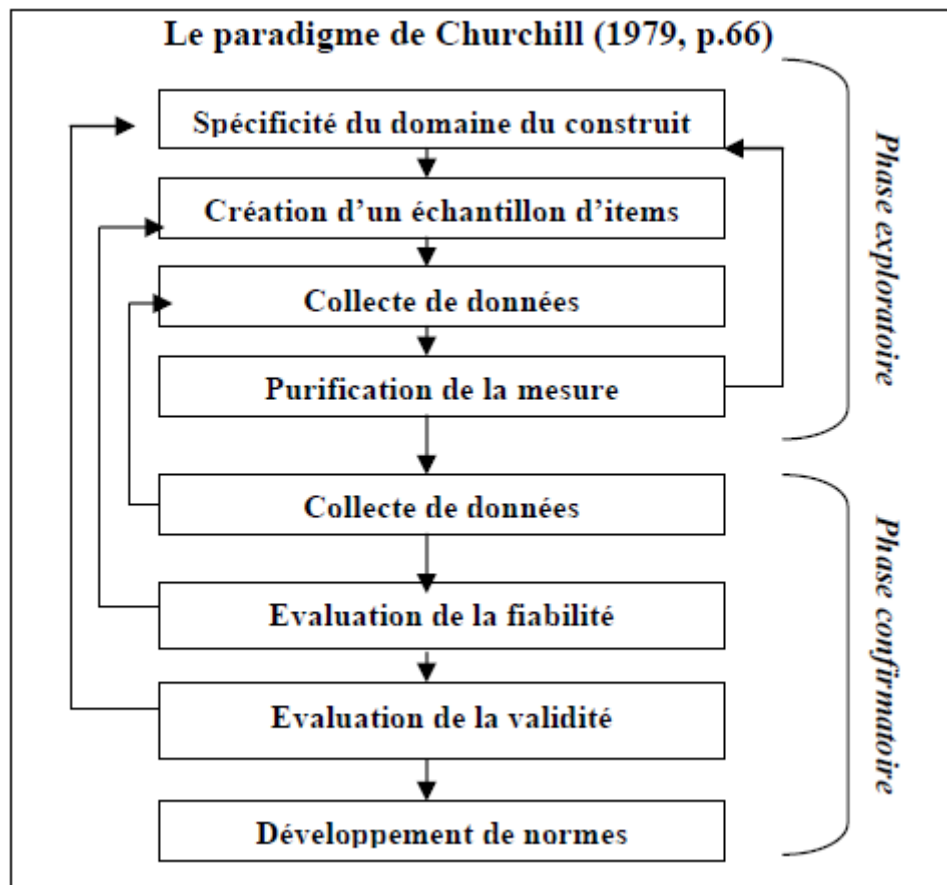 Le paradigme de Churchill (1979, p.66)
Spécificité du domaine du construit
Création d'un échantillon d'items
Collecte de données
Purification de la mesure
Phase exploratoire
Collecte de données
Evaluation de la fiabilité
Evaluation de la validité
Développement de normes
Phase confirmatoire